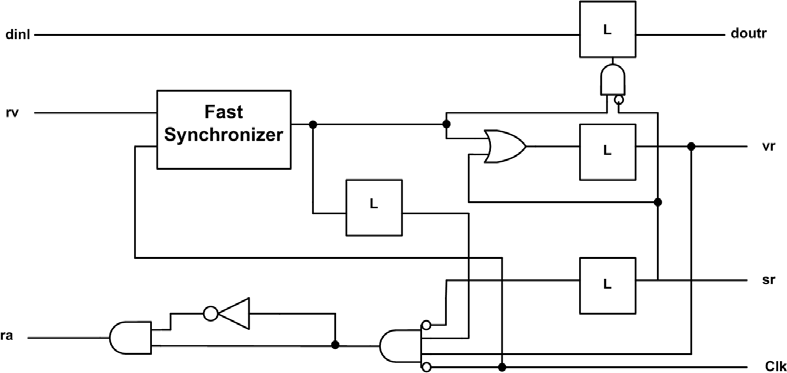 dinl
L
doutr
rv
Fast
Synchronizer
L
vr
L
L
sr
ra
Clk